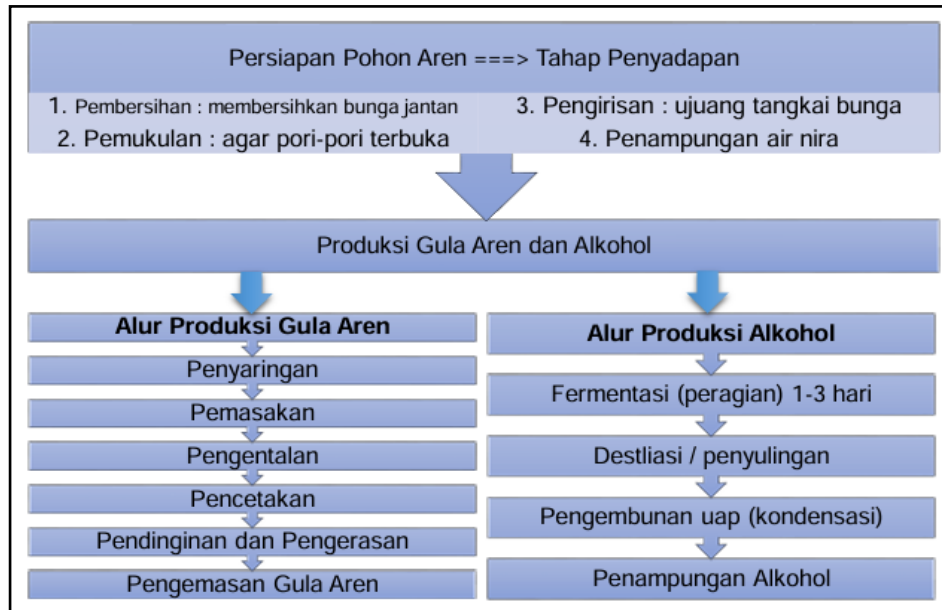 Persiapan Pohon Aren ===> Tahap Penyadapan
1. Pembersihan : membersihkan bunga jantan
2. Pemukulan : agar pori-pori terbuka
3. Pengirisan : ujuang tangkai bunga
4. Penampungan air nira
Produksi Gula Aren dan Alkohol
Alur Produksi Gula Aren
Penyaringan
Pemasakan
Pengentalan
Pencetakan
Pendinginan dan Pengerasan
Pengemasan Gula Aren
Alur Produksi Alkohol
Fermentasi (peragian) 1-3 hari
Destliasi / penyulingan
Pengembunan uap (kondensasi)
Penampungan Alkohol